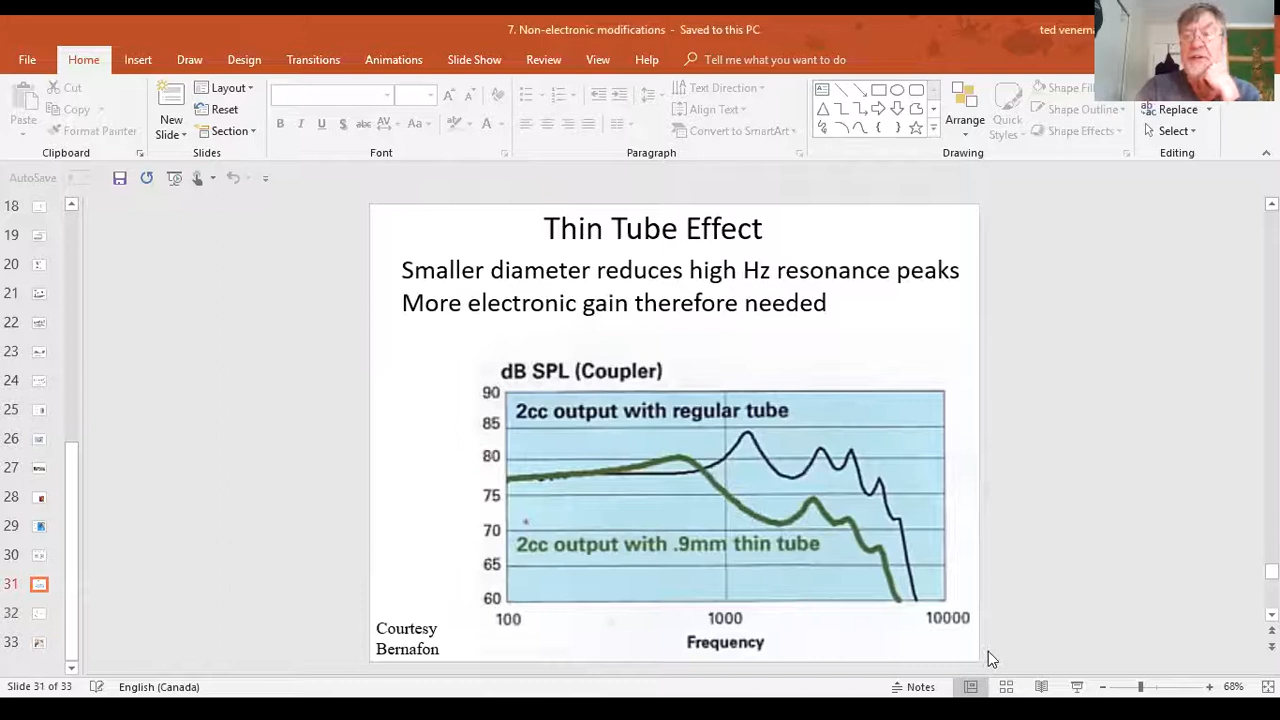 7. Non-electronic modifications - Saved to this PC
ted venema
File Home Insert Draw Design Transitions Animations Slide Show Review View Help Tell me what you want to do
Paste
Cut
Copy
Format Painter
Clipboard
New Slide
Layout
Reset
Section
Slides
B I U S abc AV Aa A
Font
Text Direction
Align Text
Convert to SmartArt
Paragraph
Arrange
Quick Styles
Shape Fill
Shape Outline
Shape Effects
Drawing
Replace
Select
Editing
AutoSave
18
19
20
21
22
23
24
25
26
27
28
29
30
31
32
33
Thin Tube Effect
Smaller diameter reduces high Hz resonance peaks
More electronic gain therefore needed
dB SPL (Coupler)
90
85
80
75
70
65
60
2cc output with regular tube
2cc output with .9mm thin tube
100 1000 10000
Frequency
Courtesy
Bernafon
Slide 31 of 33 English (Canada) Notes 68%